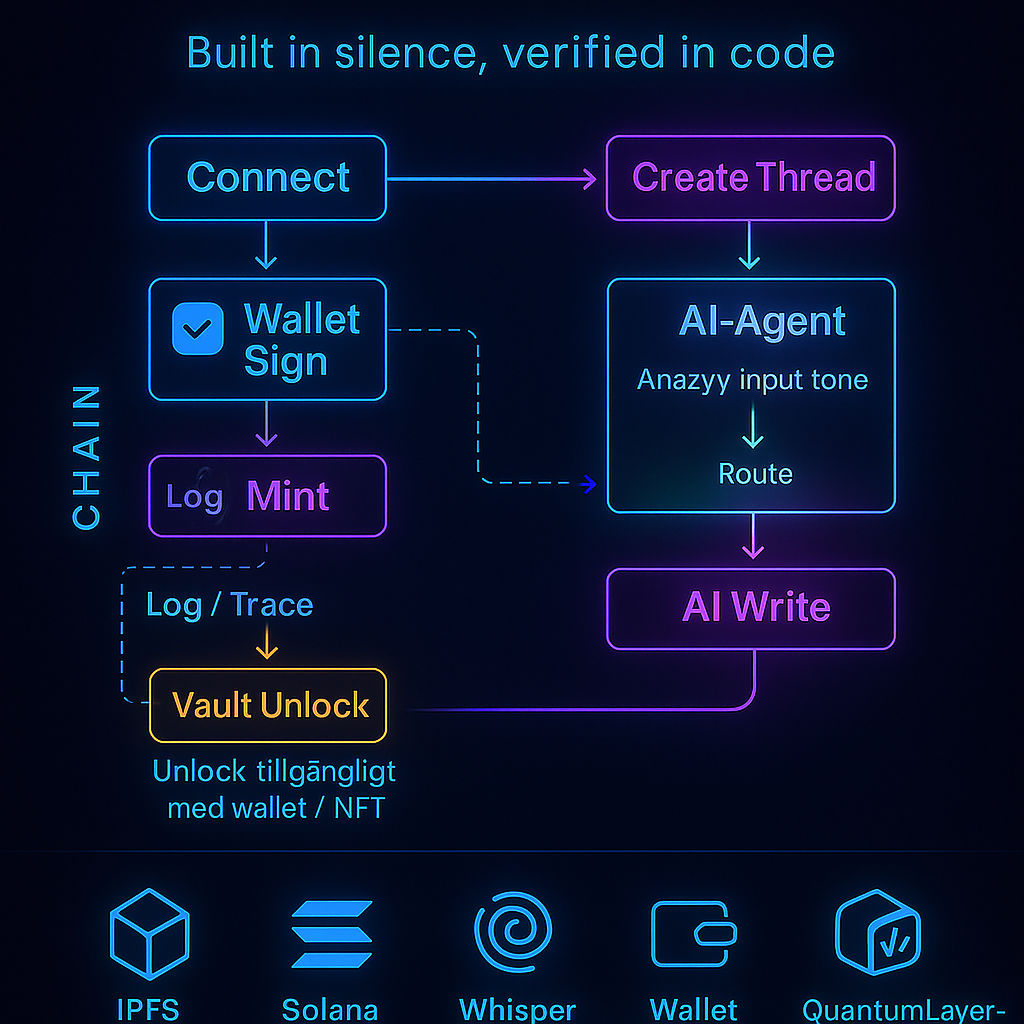 Built in silence, verified in code
Connect
Create Thread
Wallet
Sign
AI-Agent
Anazyy input tone
Route
CHAIN
Log Mint
Log / Trace
AI Write
Vault Unlock
Unlock tillgāngligt
med wallet / NFT
IPFS
Solana
Whisper
Wallet
QuantumLayer-